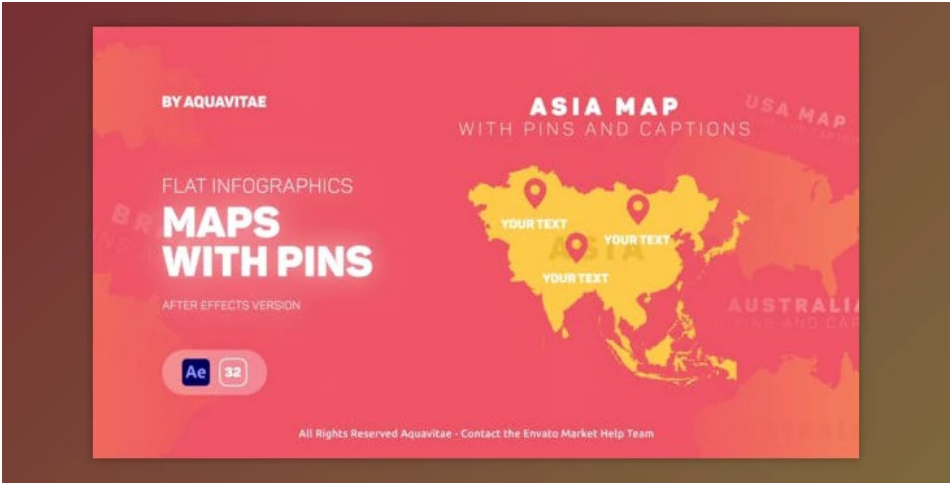 BY AQUAVITAE
FLAT INFOGRAPHICS
MAPS
WITH PINS
AFTER EFFECTS VERSION
Ae 32
ASIA MAP
WITH PINS AND CAPTIONS
USA MAP
YOUR TEXT
YOUR TEXT
ASIA
YOUR TEXT
AUSTRALIA
PINS AND CAP
BR
NS
All Rights Reserved Aquavitae - Contact the Envato Market Help Team